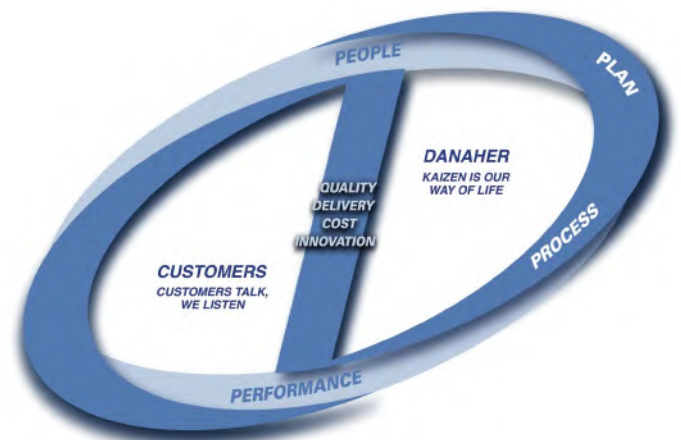 PEOPLE
PLAN
DANAHER
KAIZEN IS OUR
WAY OF LIFE
QUALITY
DELIVERY
COST
INNOVATION
PROCESS
CUSTOMERS
CUSTOMERS TALK,
WE LISTEN
PERFORMANCE